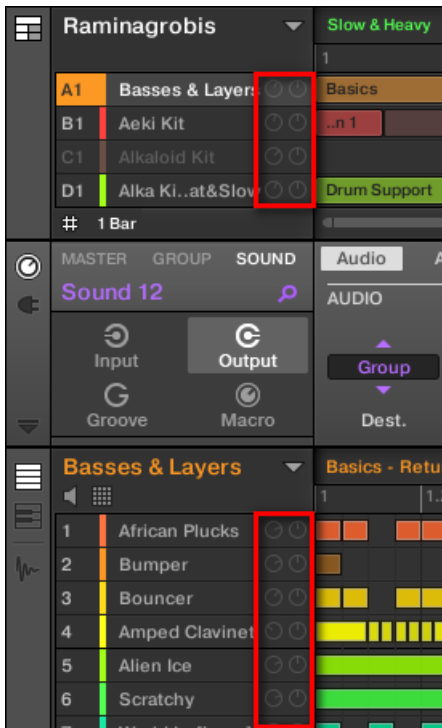 Raminagrobis
Slow & Heavy
1
A1 Basses & Layers Basics
B1 Aeki Kit ..n 1
C1 Alkaloid Kit
D1 Alka Ki..at&Slow Drum Support
1 Bar
MASTER GROUP SOUND Audio
Sound 12 AUDIO
Input Output
Group
Groove Macro Dest.
Basses & Layers Basics - Retu
1 1.
1 African Plucks
2 Bumper
3 Bouncer
4 Amped Clavinet
5 Alien Ice
6 Scratchy